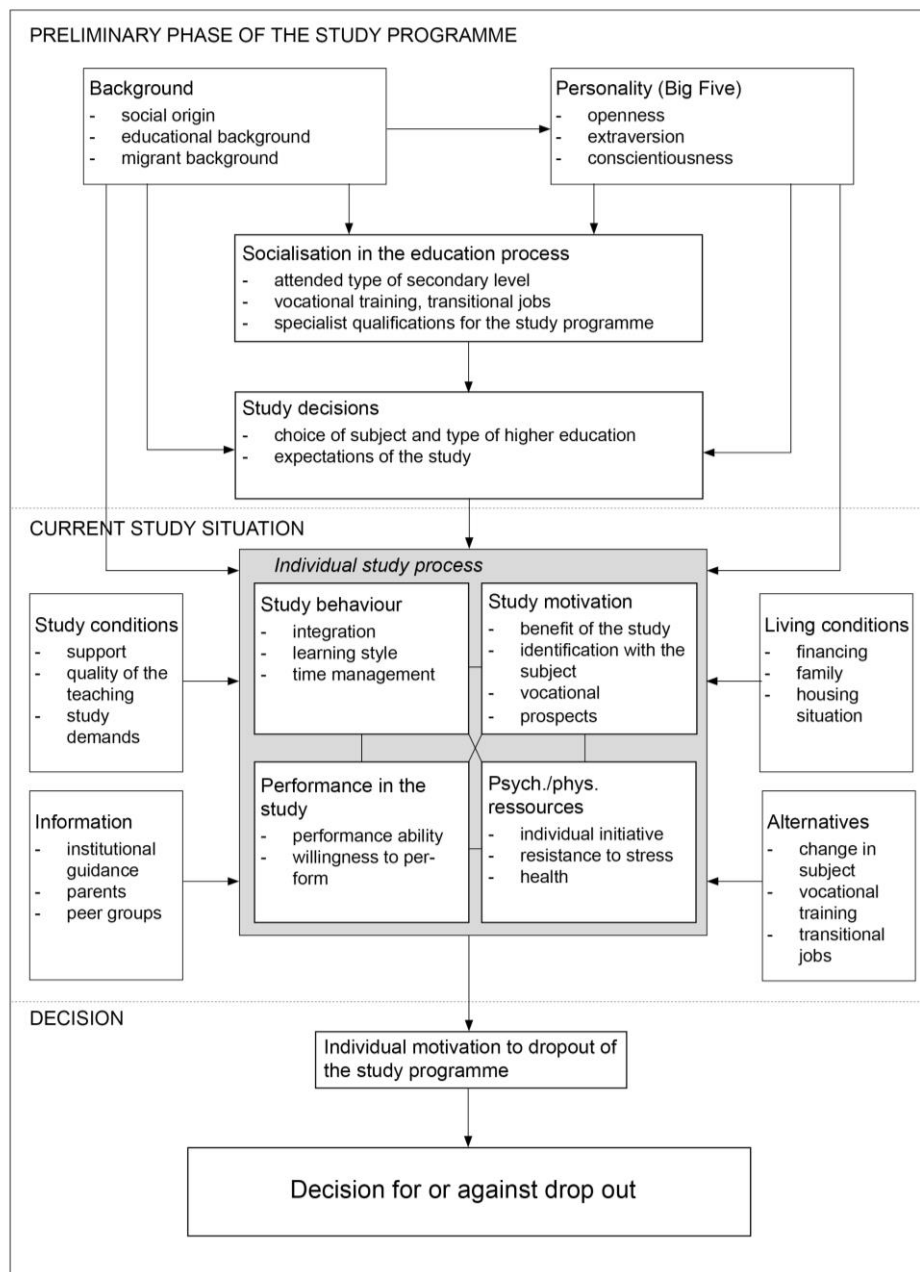 PRELIMINARY PHASE OF THE STUDY PROGRAMME
Background
- social origin
- educational background
- migrant background
Personality (Big Five)
- openness
- extraversion
- conscientiousness
Socialisation in the education process
- attended type of secondary level
- vocational training, transitional jobs
- specialist qualifications for the study programme
Study decisions
- choice of subject and type of higher education
- expectations of the study
CURRENT STUDY SITUATION
Individual study process
Study conditions
- support
- quality of the
teaching
- study
demands
Study behaviour
- integration
- learning style
- time management
Study motivation
- benefit of the study
- identification with the
subject
- vocational
- prospects
Living conditions
- financing
- family
- housing
situation
Information
- institutional
guidance
- parents
- peer groups
Performance in the
study
- performance ability
- willingness to per-
form
Psych./phys.
ressources
- individual initiative
- resistance to stress
- health
Alternatives
- change in
subject
- vocational
training
- transitional
jobs
DECISION
Individual motivation to dropout of
the study programme
Decision for or against drop out